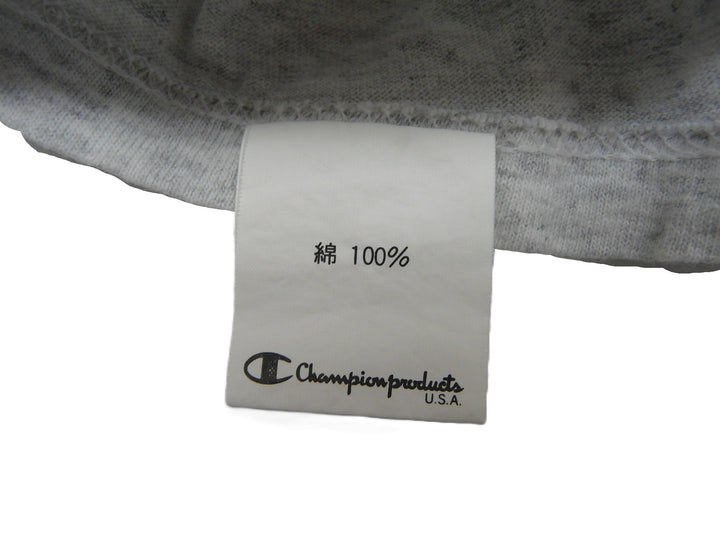 綿 100%
Championproducts
U.S.A.